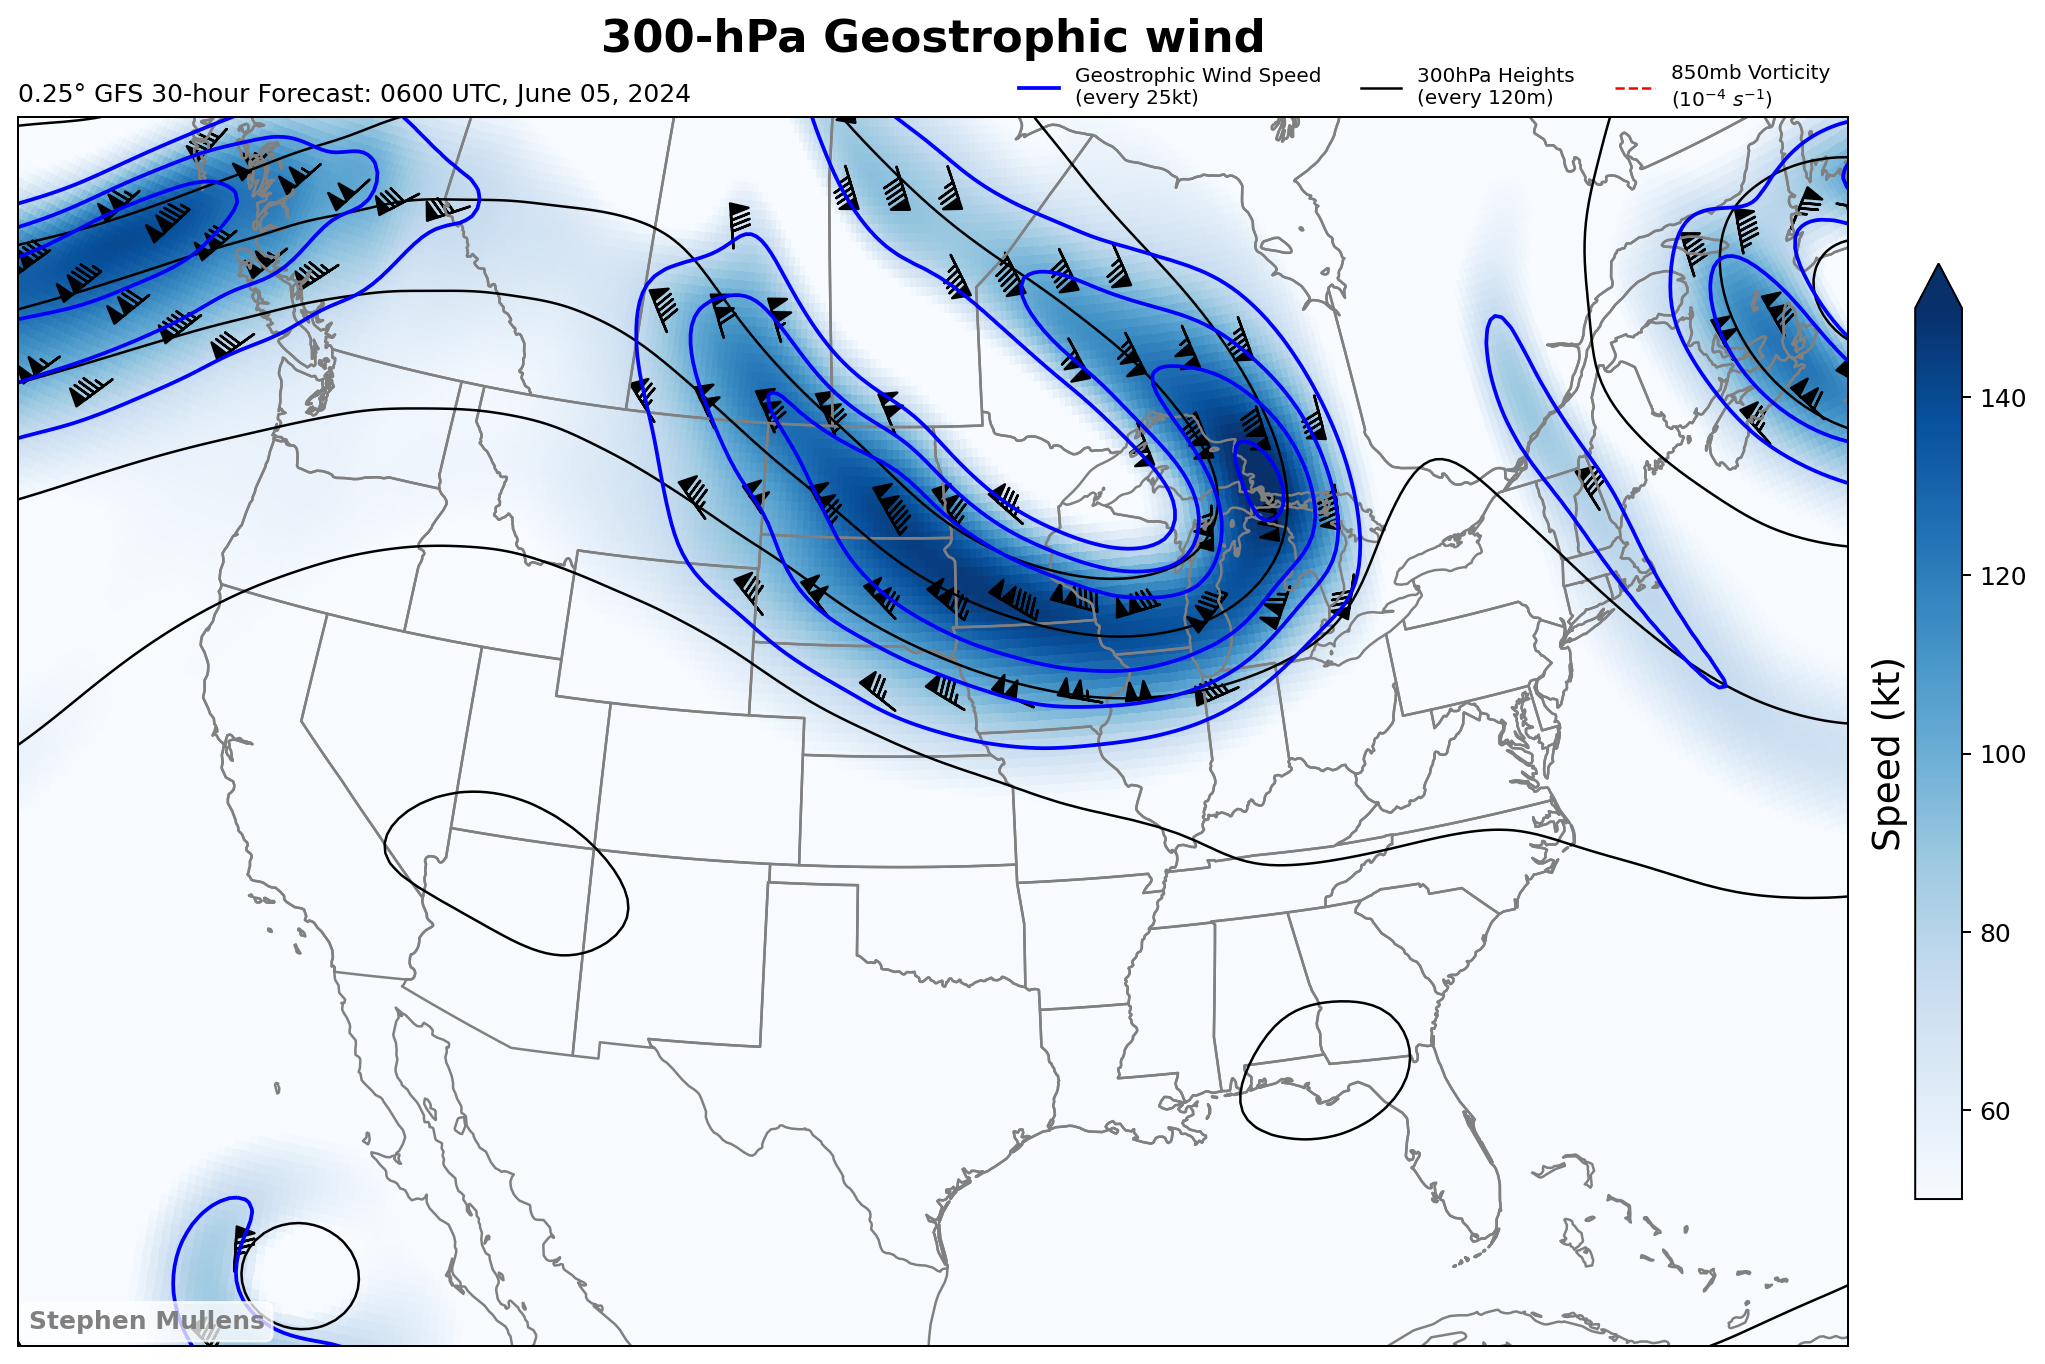 300-hPa Geostrophic wind
0.25° GFS 30-hour Forecast: 0600 UTC, June 05, 2024
Geostrophic Wind Speed
(every 25kt)
300hPa Heights
(every 120m)
850mb Vorticity
(10⁻⁴ s⁻¹)
140
120
100
80
60
Speed (kt)
Stephen Mullens